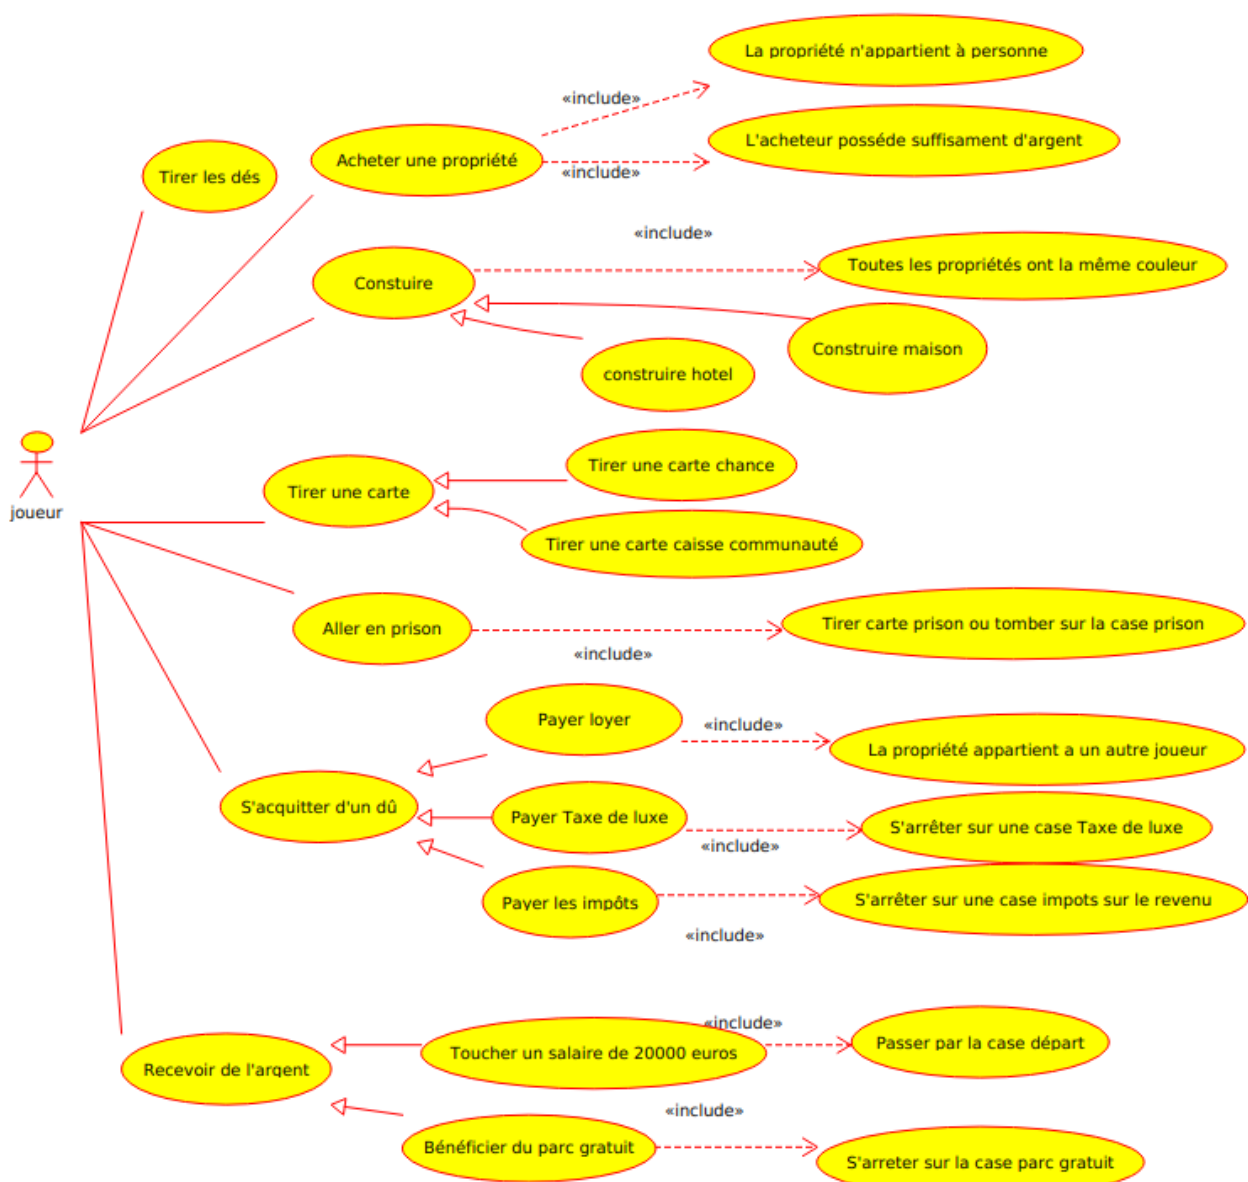 La propriété n'appartient à personne
«include»
L'acheteur posséde suffisament d'argent
Acheter une propriété
«include»
Tirer les dés
«include»
Toutes les propriétés ont la même couleur
Constuire
Construire maison
construire hotel
Tirer une carte chance
Tirer une carte
joueur
Tirer une carte caisse communauté
Tirer carte prison ou tomber sur la case prison
Aller en prison
«include»
Payer loyer
«include»
La propriété appartient a un autre joueur
S'acquitter d'un dû
Payer Taxe de luxe
S'arrêter sur une case Taxe de luxe
«include»
Payer les impôts
S'arrêter sur une case impots sur le revenu
«include»
«include»
Passer par la case départ
Toucher un salaire de 20000 euros
Recevoir de l'argent
«include»
Bénéficier du parc gratuit
S'arreter sur la case parc gratuit